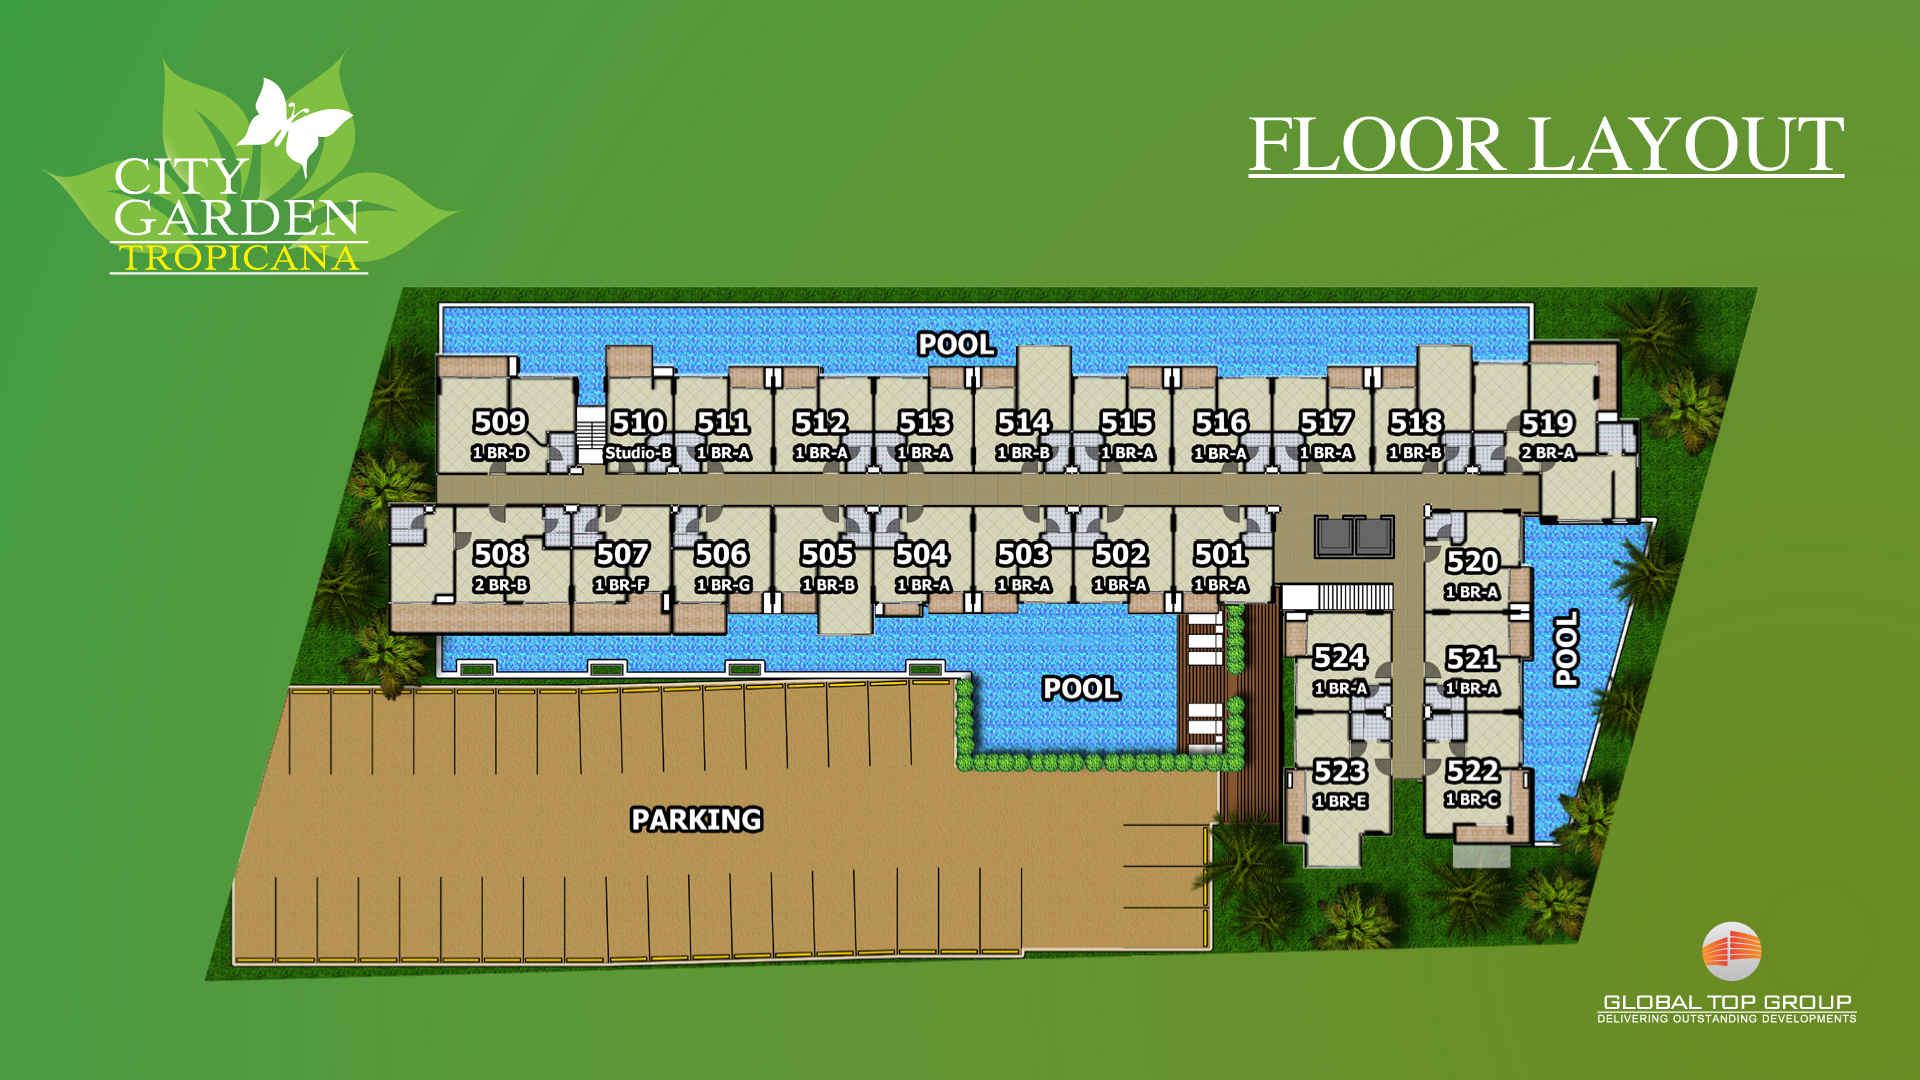 CITY
GARDEN
TROPICANA
FLOOR LAYOUT
POOL
509
1 BR-D
510
Studio-B
511
1 BR-A
512
1 BR-A
513
1 BR-A
514
1 BR-B
515
1 BR-A
516
1 BR-A
517
1 BR-A
518
1 BR-B
519
2 BR-A
508
2 BR-B
507
1 BR-F
506
1 BR-G
505
1 BR-B
504
1 BR-A
503
1 BR-A
502
1 BR-A
501
1 BR-A
520
1 BR-A
524
1 BR-A
521
1 BR-A
POOL
POOL
523
1 BR-E
522
1 BR-C
PARKING
GLOBAL TOP GROUP
DELIVERING OUTSTANDING DEVELOPMENTS